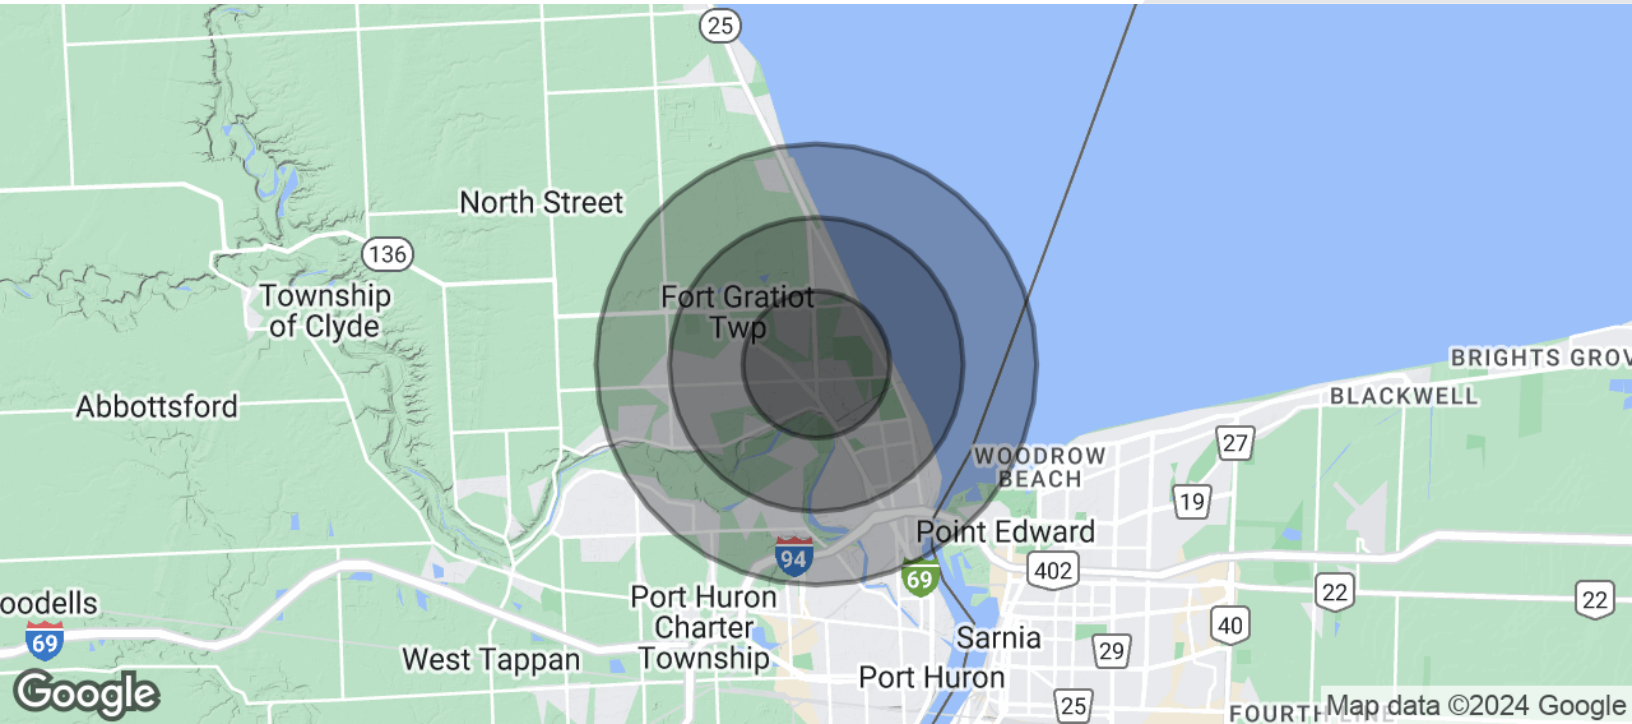 25
North Street
136
Township
of Clyde
Fort Gratiot
Twp
BRIGHTS GROV
BLACKWELL
Abbottsford
27
WOODROW
BEACH
19
Point Edward
94
402
69
22
22
oodells
Port Huron
Charter
Township
40
69
Sarnia
29
West Tappan
Port Huron
Google
25
FOURTH LINE
Map data ©2024 Google